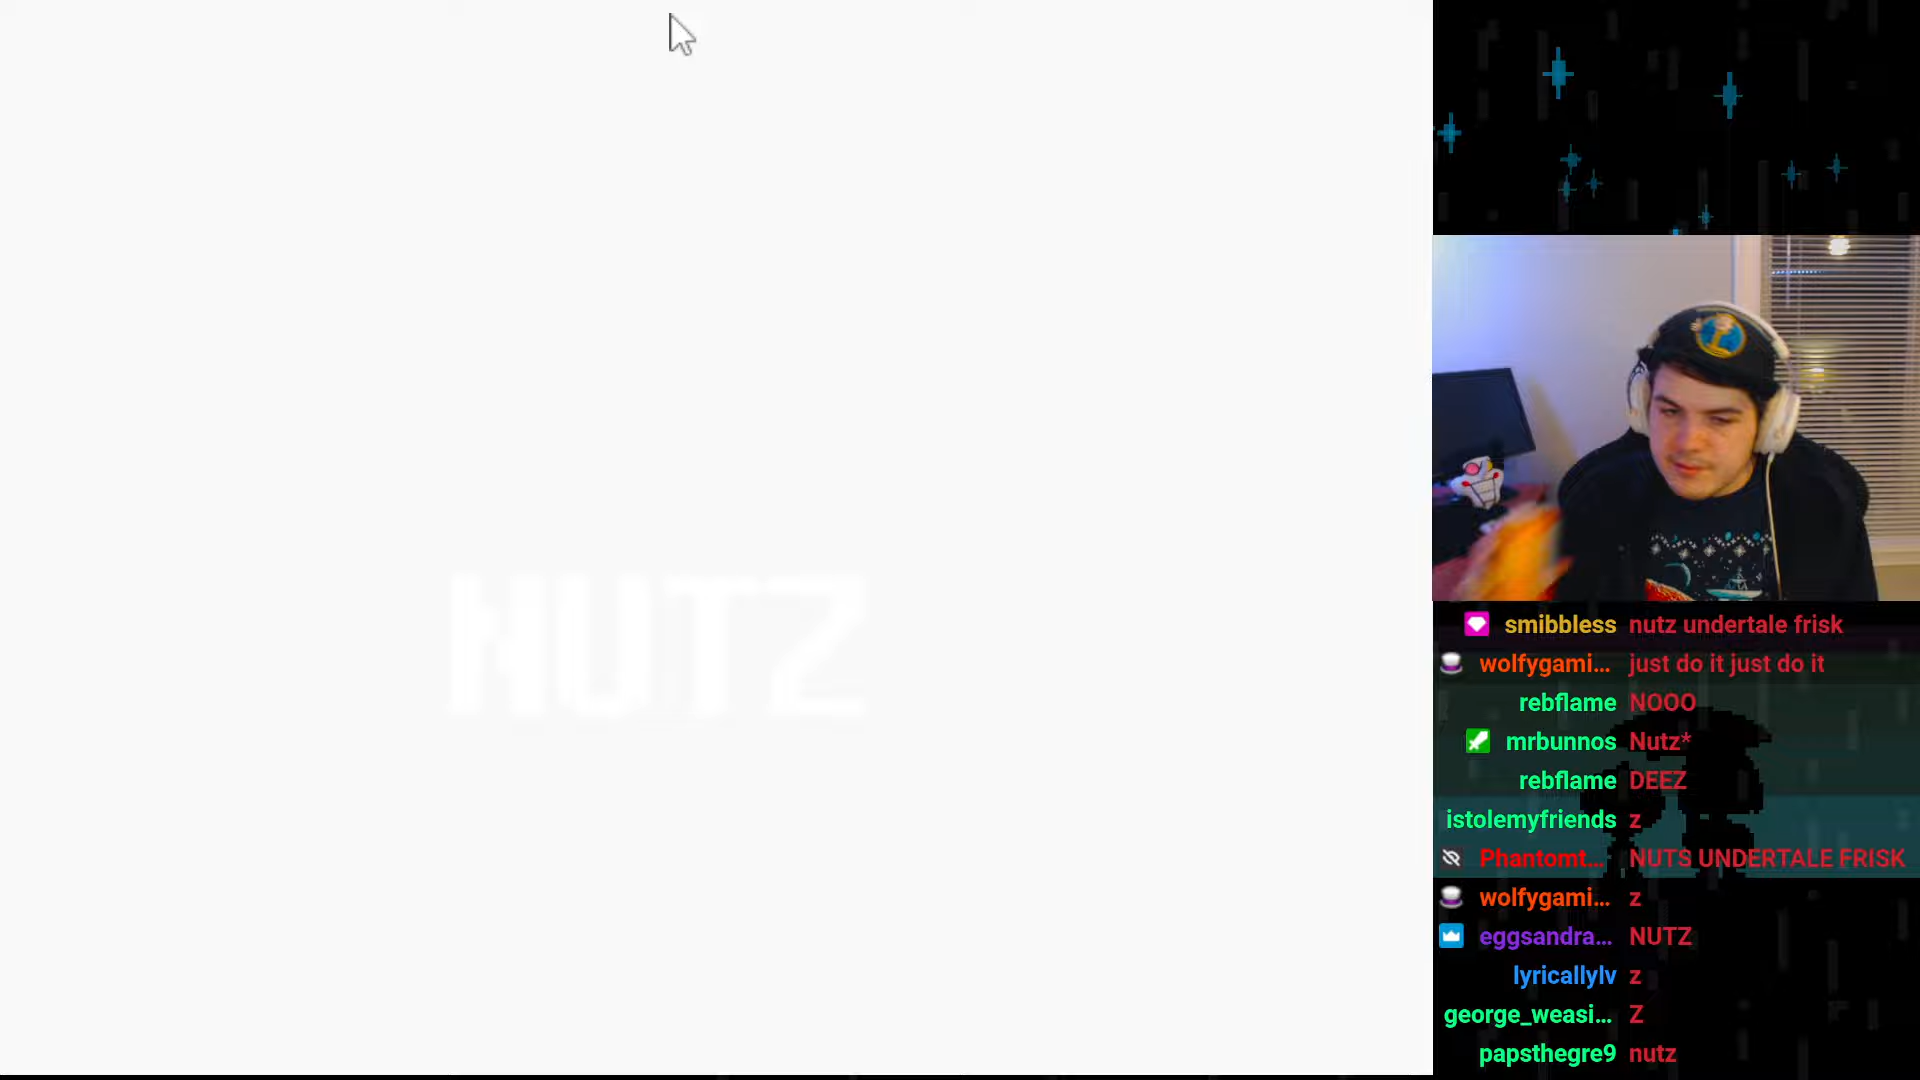 NUTZ
smibbless nutz undertale frisk
wolfygami... just do it just do it
rebflame NOOO
mrbunnos Nutz*
rebflame DEEZ
istolemyfriends z
Phantomt... NUTS UNDERTALE FRISK
wolfygami... z
eggsandra... NUTZ
lyricallylv z
george_weasi... Z
papsthegre9 nutz